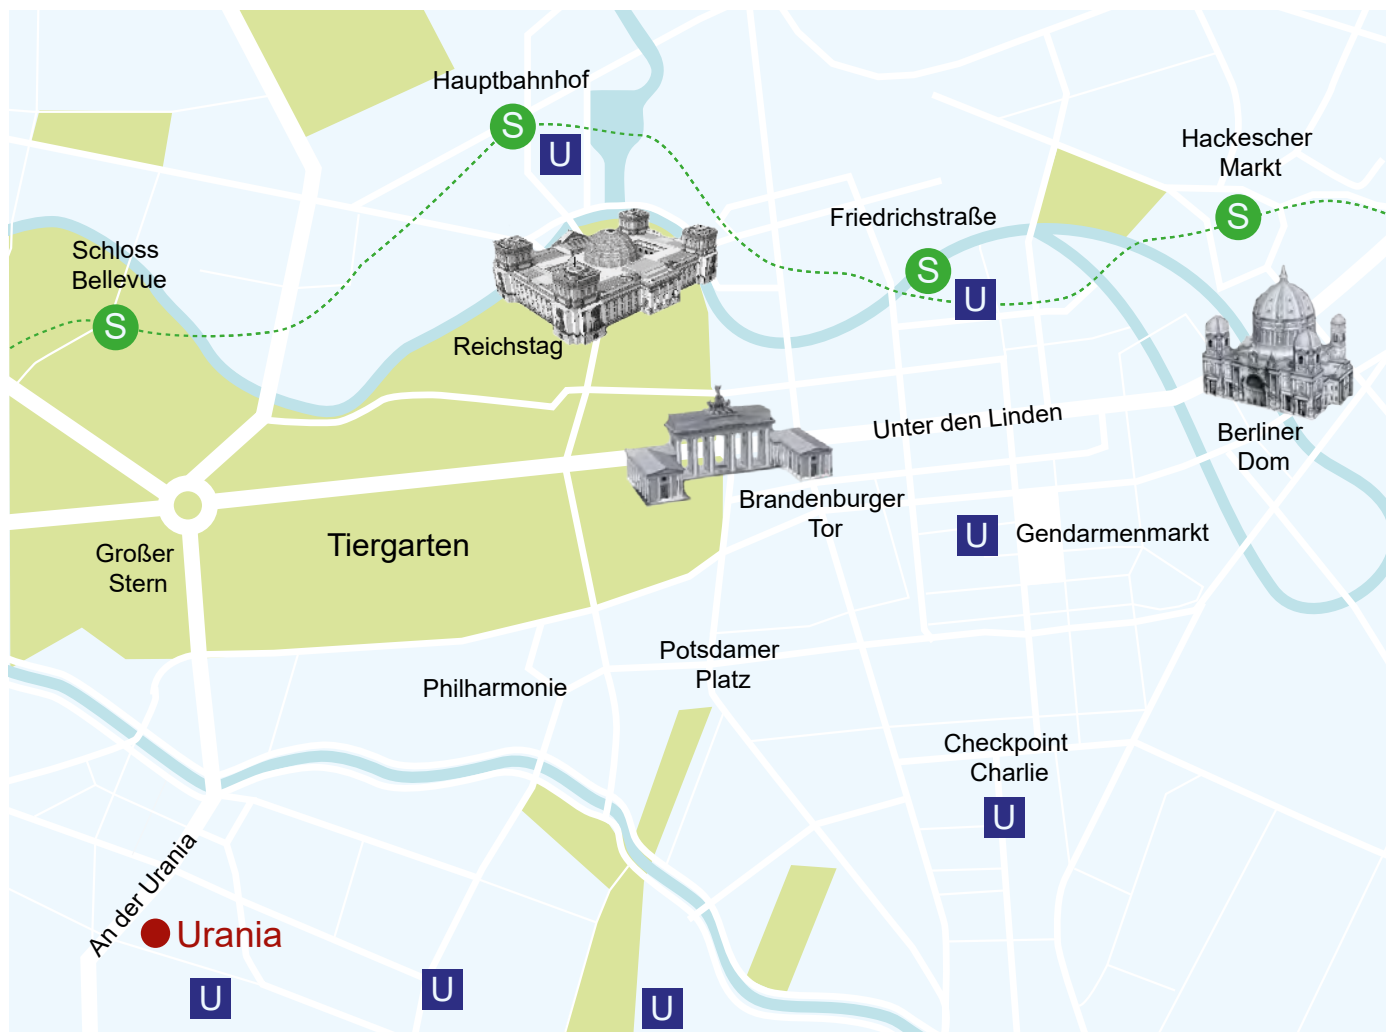 Hauptbahnhof
S
U
Hackescher
Markt
S
Friedrichstraße
S
U
Schloss
Bellevue
S
Reichstag
Unter den Linden
Berliner
Dom
Brandenburger
Tor
U
Gendarmenmarkt
Tiergarten
Großer
Stern
Potsdamer
Platz
Philharmonie
Checkpoint
Charlie
U
An der Urania
Urania
U
U
U